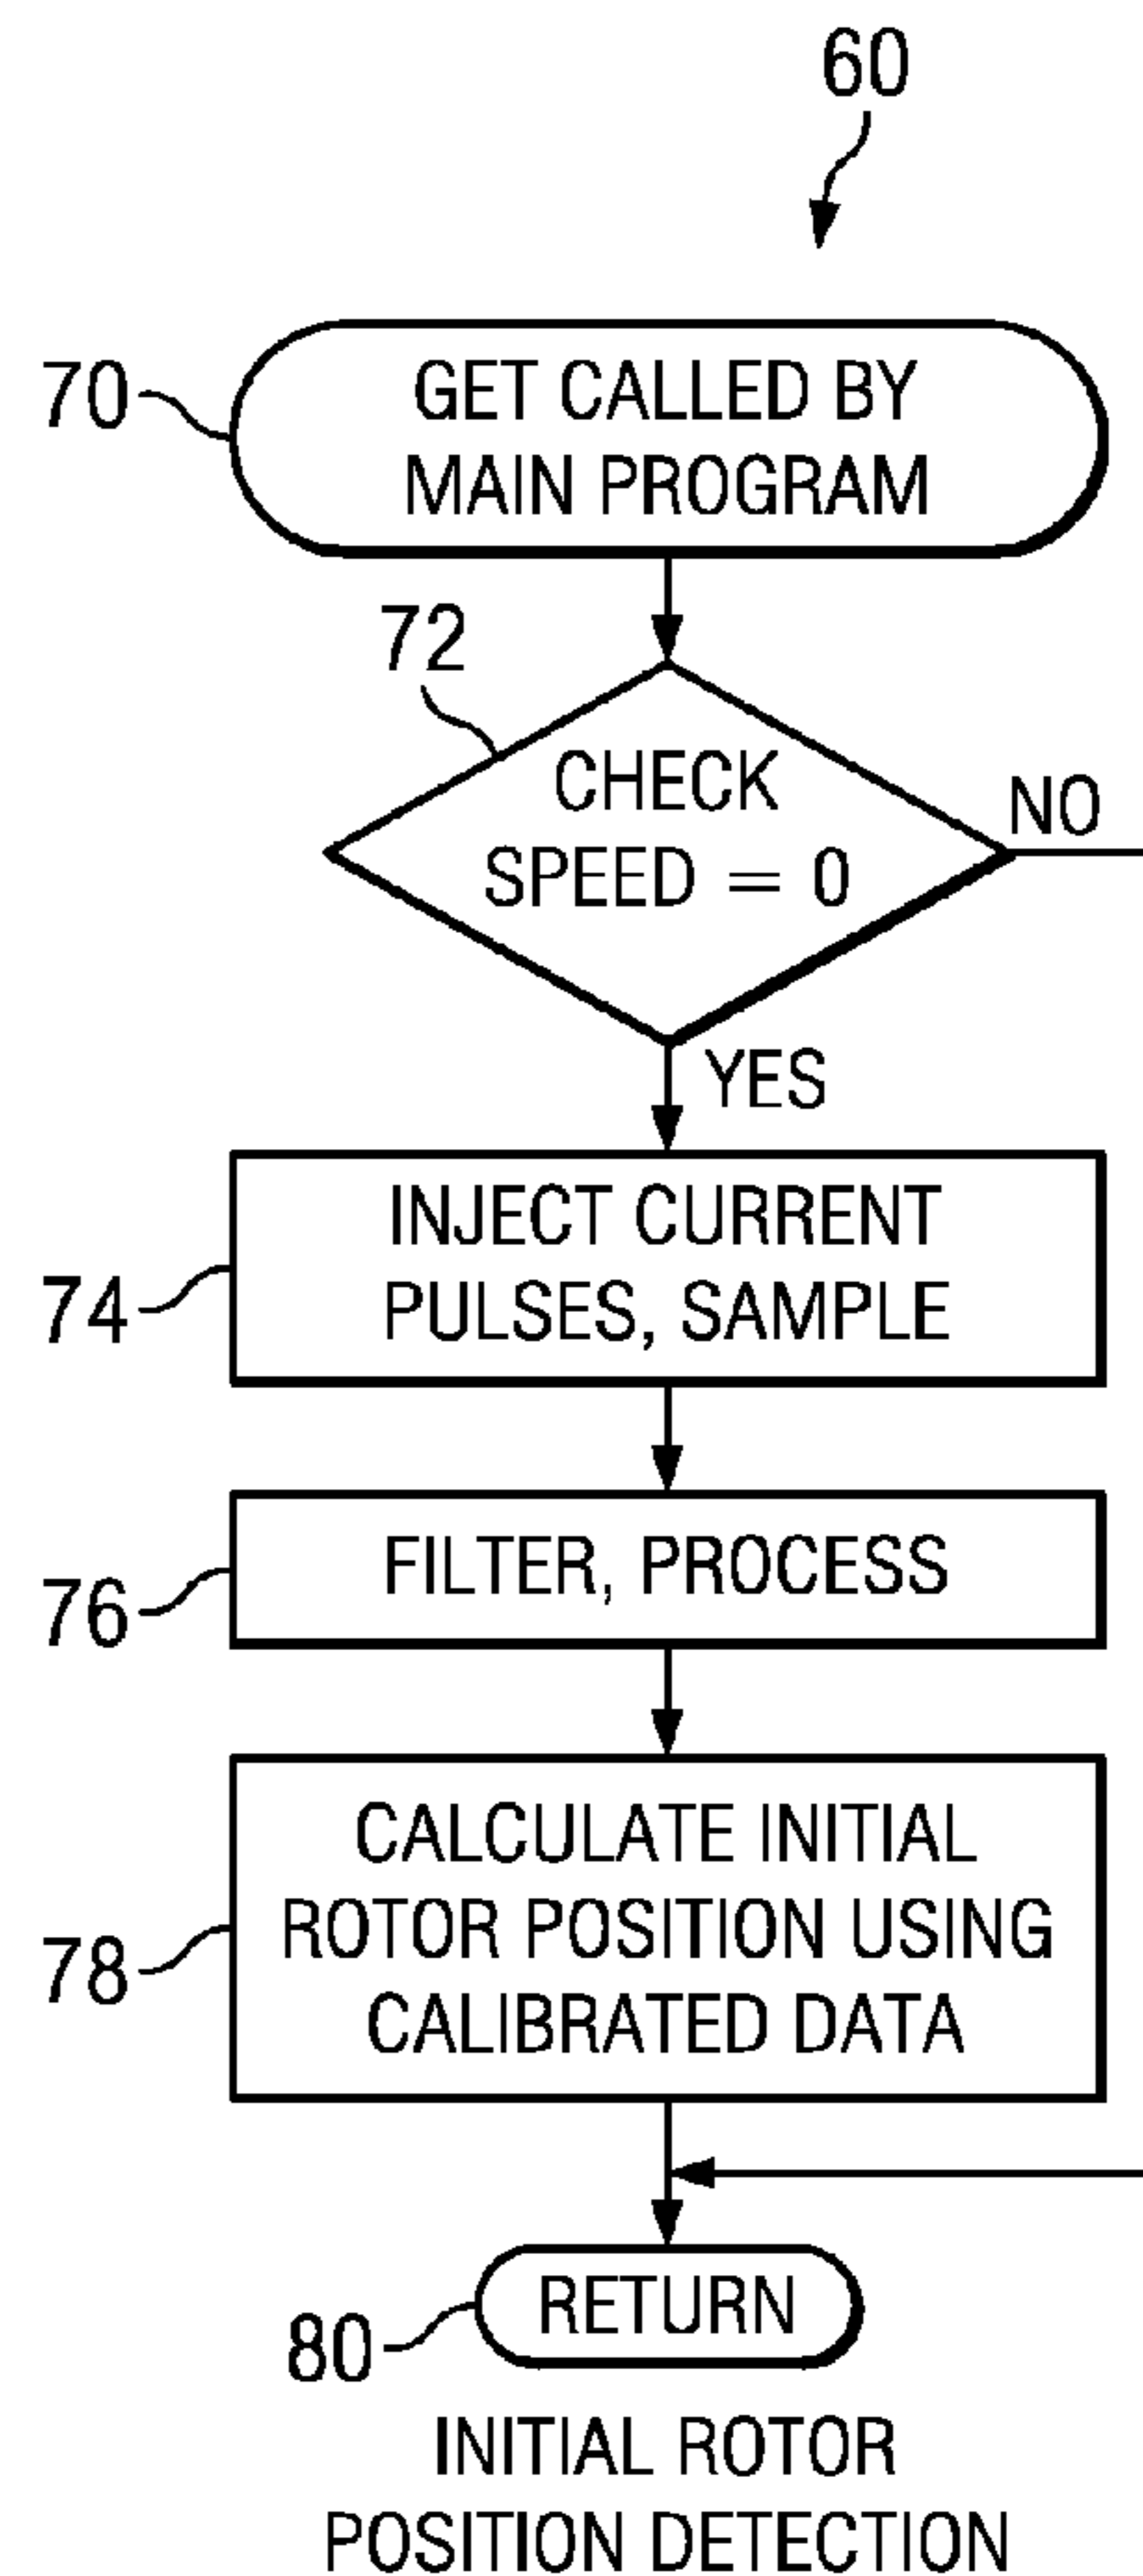 60
70
GET CALLED BY
MAIN PROGRAM
72
CHECK
SPEED = 0
NO
YES
74
INJECT CURRENT
PULSES, SAMPLE
76
FILTER, PROCESS
78
CALCULATE INITIAL
ROTOR POSITION USING
CALIBRATED DATA
80
RETURN
INITIAL ROTOR
POSITION DETECTION